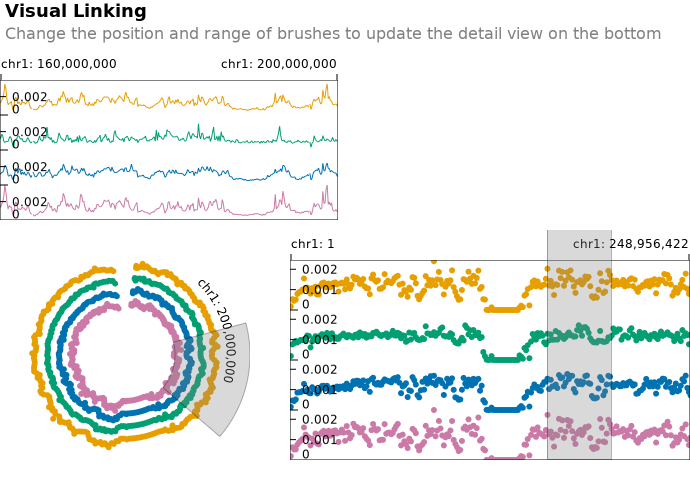 Visual Linking
Change the position and range of brushes to update the detail view on the bottom
chr1: 160,000,000
chr1: 200,000,000
0.002
0
0.002
0
0.002
0
0.002
0
chr1: 200,000,000
chr1: 1
chr1: 248,956,422
0.002
0.001
0
0.002
0.001
0
0.002
0.001
0
0.002
0.001
0